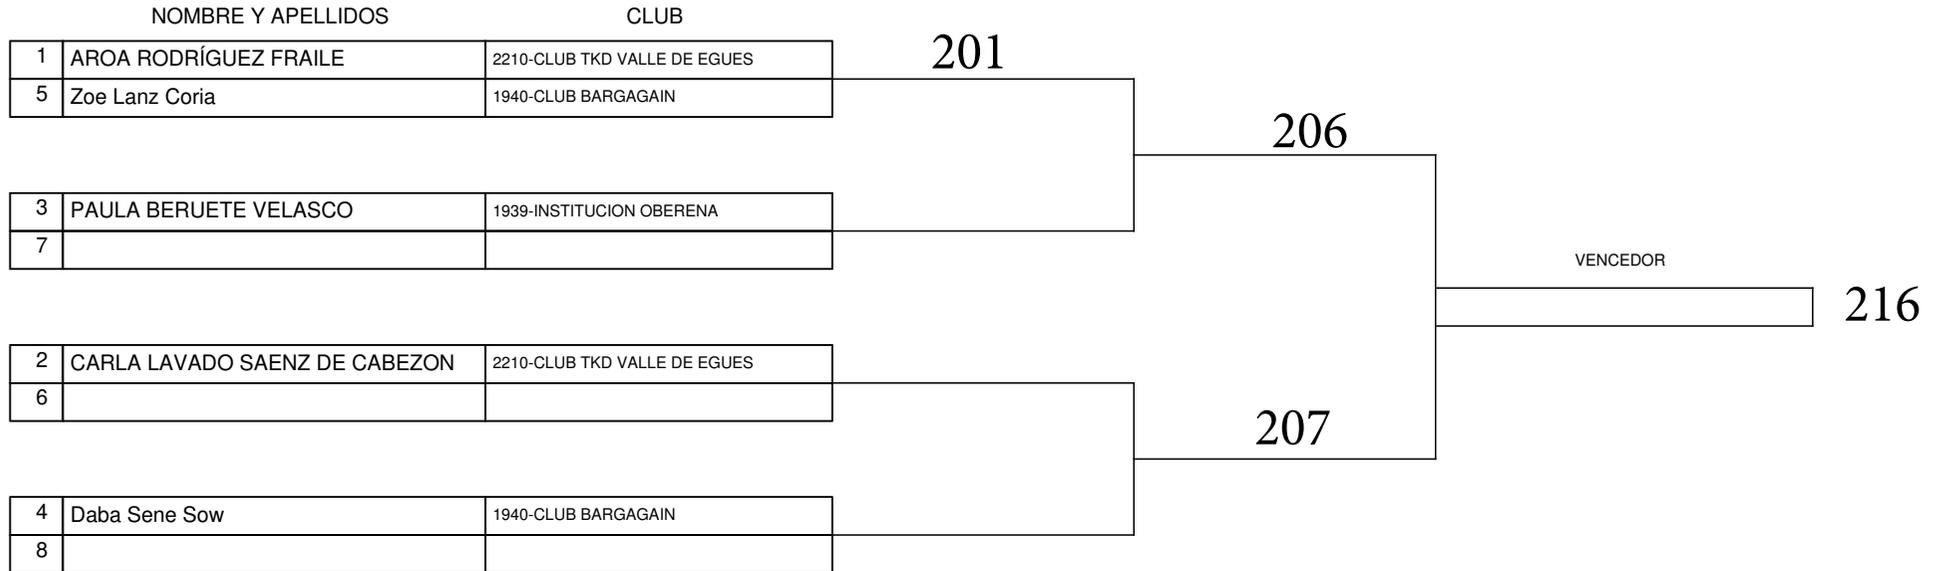 NOMBRE Y APELLIDOS CLUB
1 AROA RODRÍGUEZ FRAILE 2210-CLUB TKD VALLE DE EGUES 201
5 Zoe Lanz Coria 1940-CLUB BARGAGAIN
206
3 PAULA BERUETE VELASCO 1939-INSTITUCION OBERENA
7
VENCEDOR
216
2 CARLA LAVADO SAENZ DE CABEZON 2210-CLUB TKD VALLE DE EGUES
6
207
4 Daba Sene Sow 1940-CLUB BARGAGAIN
8